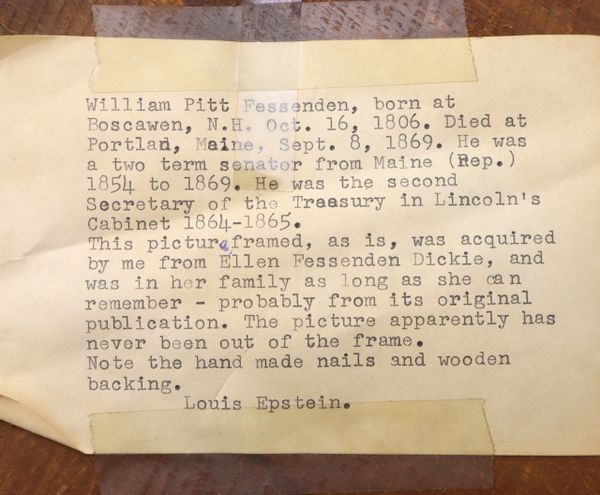 William Pitt Fessenden, born at
Boscawen, N.H. Oct. 16, 1806. Died at
Portlad, Maine, Sept. 8, 1869. He was
a two term senator from Maine (Rep.)
1854 to 1869. He was the second
Secretary of the Treasury in Lincoln's
Cabinet 1864-1865.
This picture framed, as is, was acquired
by me from Ellen Fessenden Dickie, and
was in her family as long as she can
remember - probably from its original
publication. The picture apparently has
never been out of the frame.
Note the hand made nails and wooden
backing.
Louis Epstein.